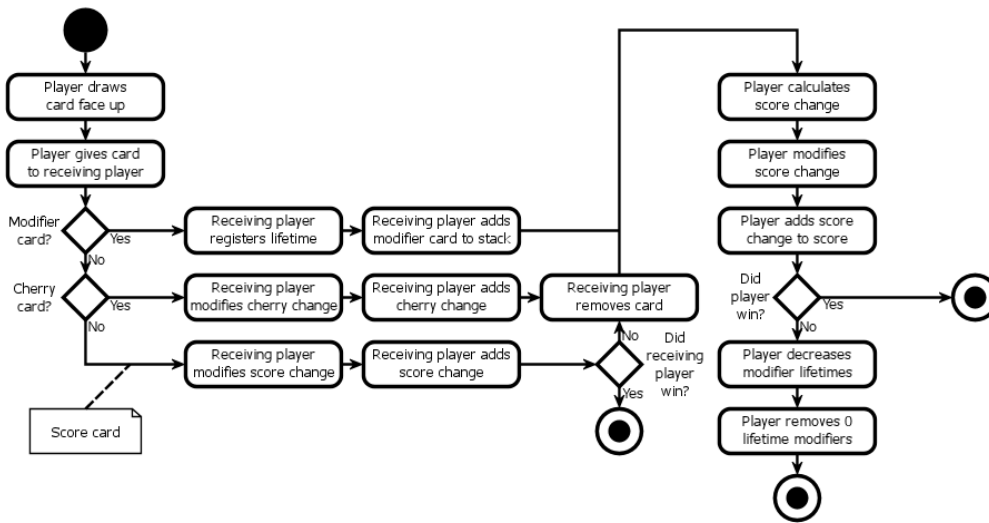 Player draws
card face up
Player gives card
to receiving player
Modifier
card?
Yes
No
Receiving player
registers lifetime
Receiving player adds
modifier card to stack
Cherry
card?
Yes
No
Receiving player
modifies cherry change
Receiving player adds
cherry change
Receiving player
removes card
Receiving player
modifies score change
Receiving player adds
score change
No
Did
receiving
player
win?
Yes
Score card
Player calculates
score change
Player modifies
score change
Player adds score
change to score
Did
player
win?
Yes
No
Player decreases
modifier lifetimes
Player removes 0
lifetime modifiers